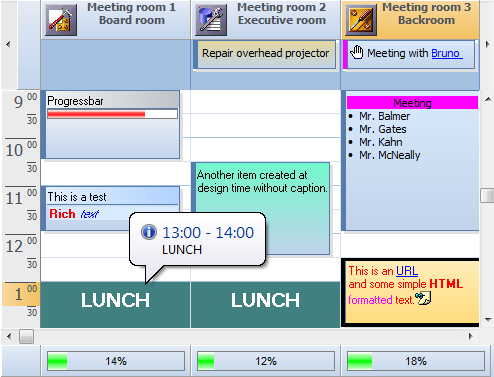 Meeting room 1
Board room
Meeting room 2
Executive room
Meeting room 3
Backroom
Repair overhead projector
Meeting with Bruno
9 00
30
10 00
30
11 00
30
12 00
30
1 00
30
Progressbar
This is a test
Rich text
Another item created at
design time without caption.
Meeting
• Mr. Balmer
• Mr. Gates
• Mr. Kahn
• Mr. McNeally
13:00 - 14:00
LUNCH
LUNCH
LUNCH
This is an URL
and some simple HTML
formatted text.
14%
12%
18%